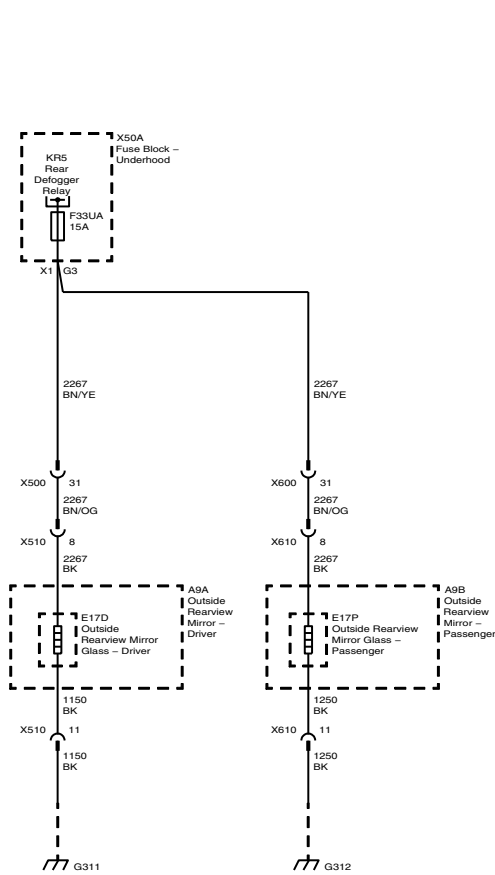 X50A
Fuse Block –
Underhood
KR5
Rear
Defogger
Relay
F33UA
15A
X1 G3
2267
BN/YE
2267
BN/YE
X500 31
X600 31
2267
BN/OG
2267
BN/OG
X510 8
X610 8
2267
BK
2267
BK
A9A
Outside
Rearview
Mirror –
Driver
A9B
Outside
Rearview
Mirror –
Passenger
E17D
Outside
Rearview Mirror
Glass – Driver
E17P
Outside Rearview
Mirror Glass –
Passenger
1150
BK
1250
BK
X510 11
X610 11
1150
BK
1250
BK
G311
G312